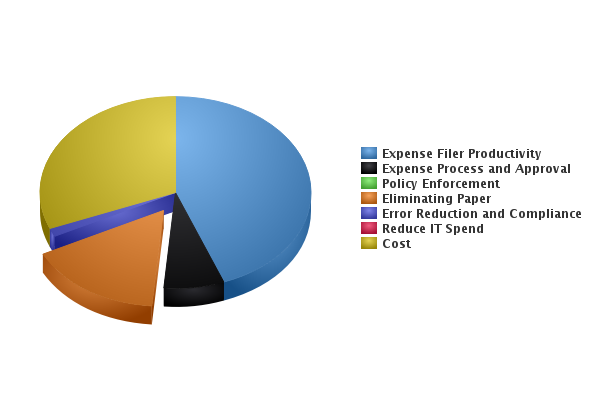 Expense Filer Productivity
Expense Process and Approval
Policy Enforcement
Eliminating Paper
Error Reduction and Compliance
Reduce IT Spend
Cost